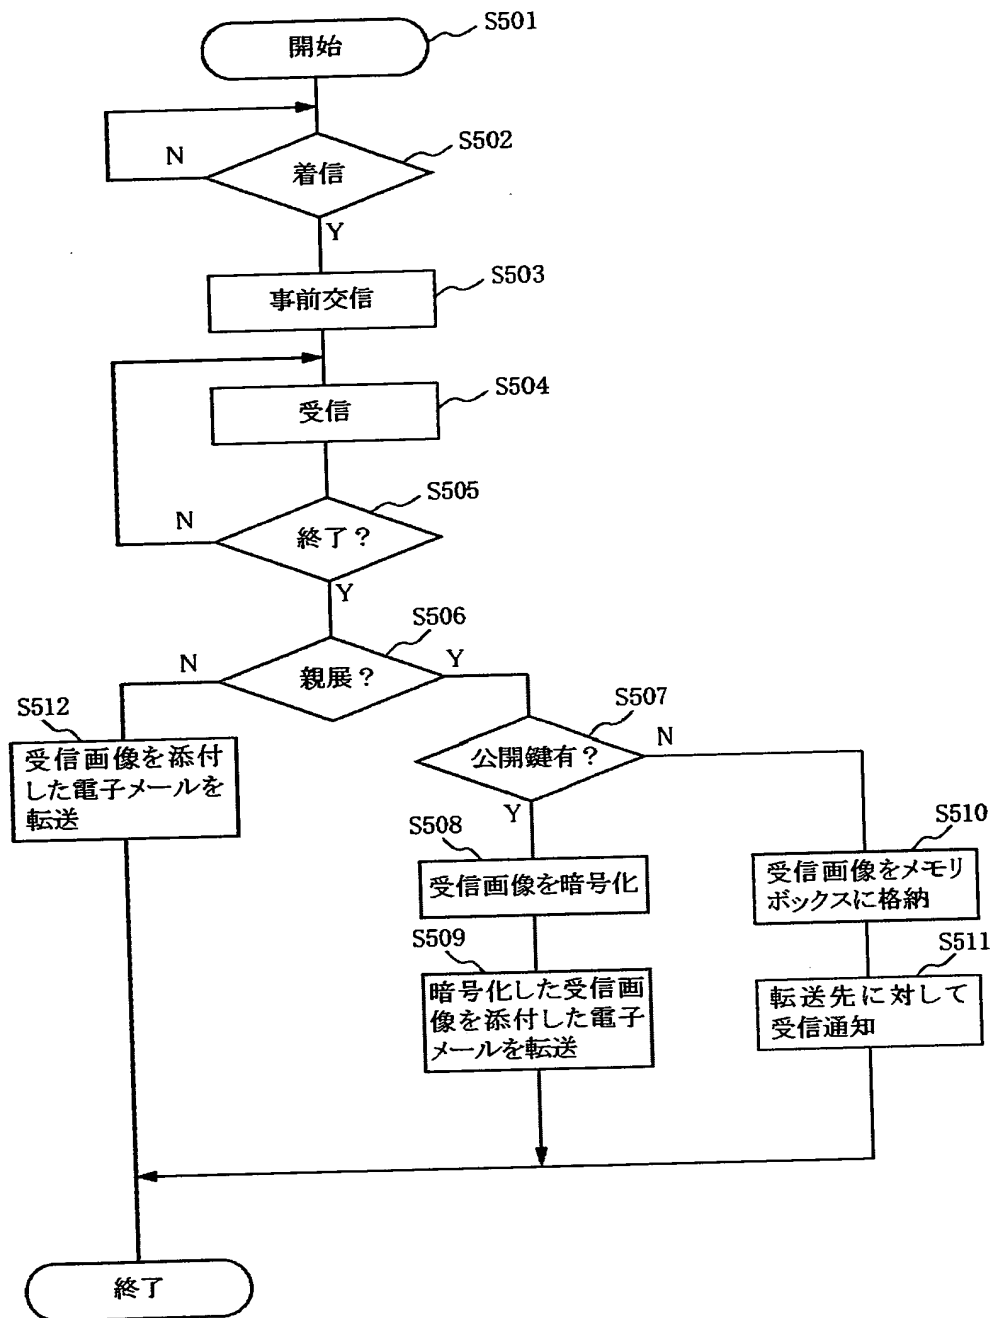 S501
開始
S502
着信
N
Y
S503
事前交信
S504
受信
S505
終了？
N
Y
S506
親展？
N
Y
S512
受信画像を添付
した電子メールを
転送
S507
公開鍵有？
N
Y
S508
受信画像を暗号化
S509
暗号化した受信画
像を添付した電子
メールを転送
S510
受信画像をメモリ
ボックスに格納
S511
転送先に対して
受信通知
終了